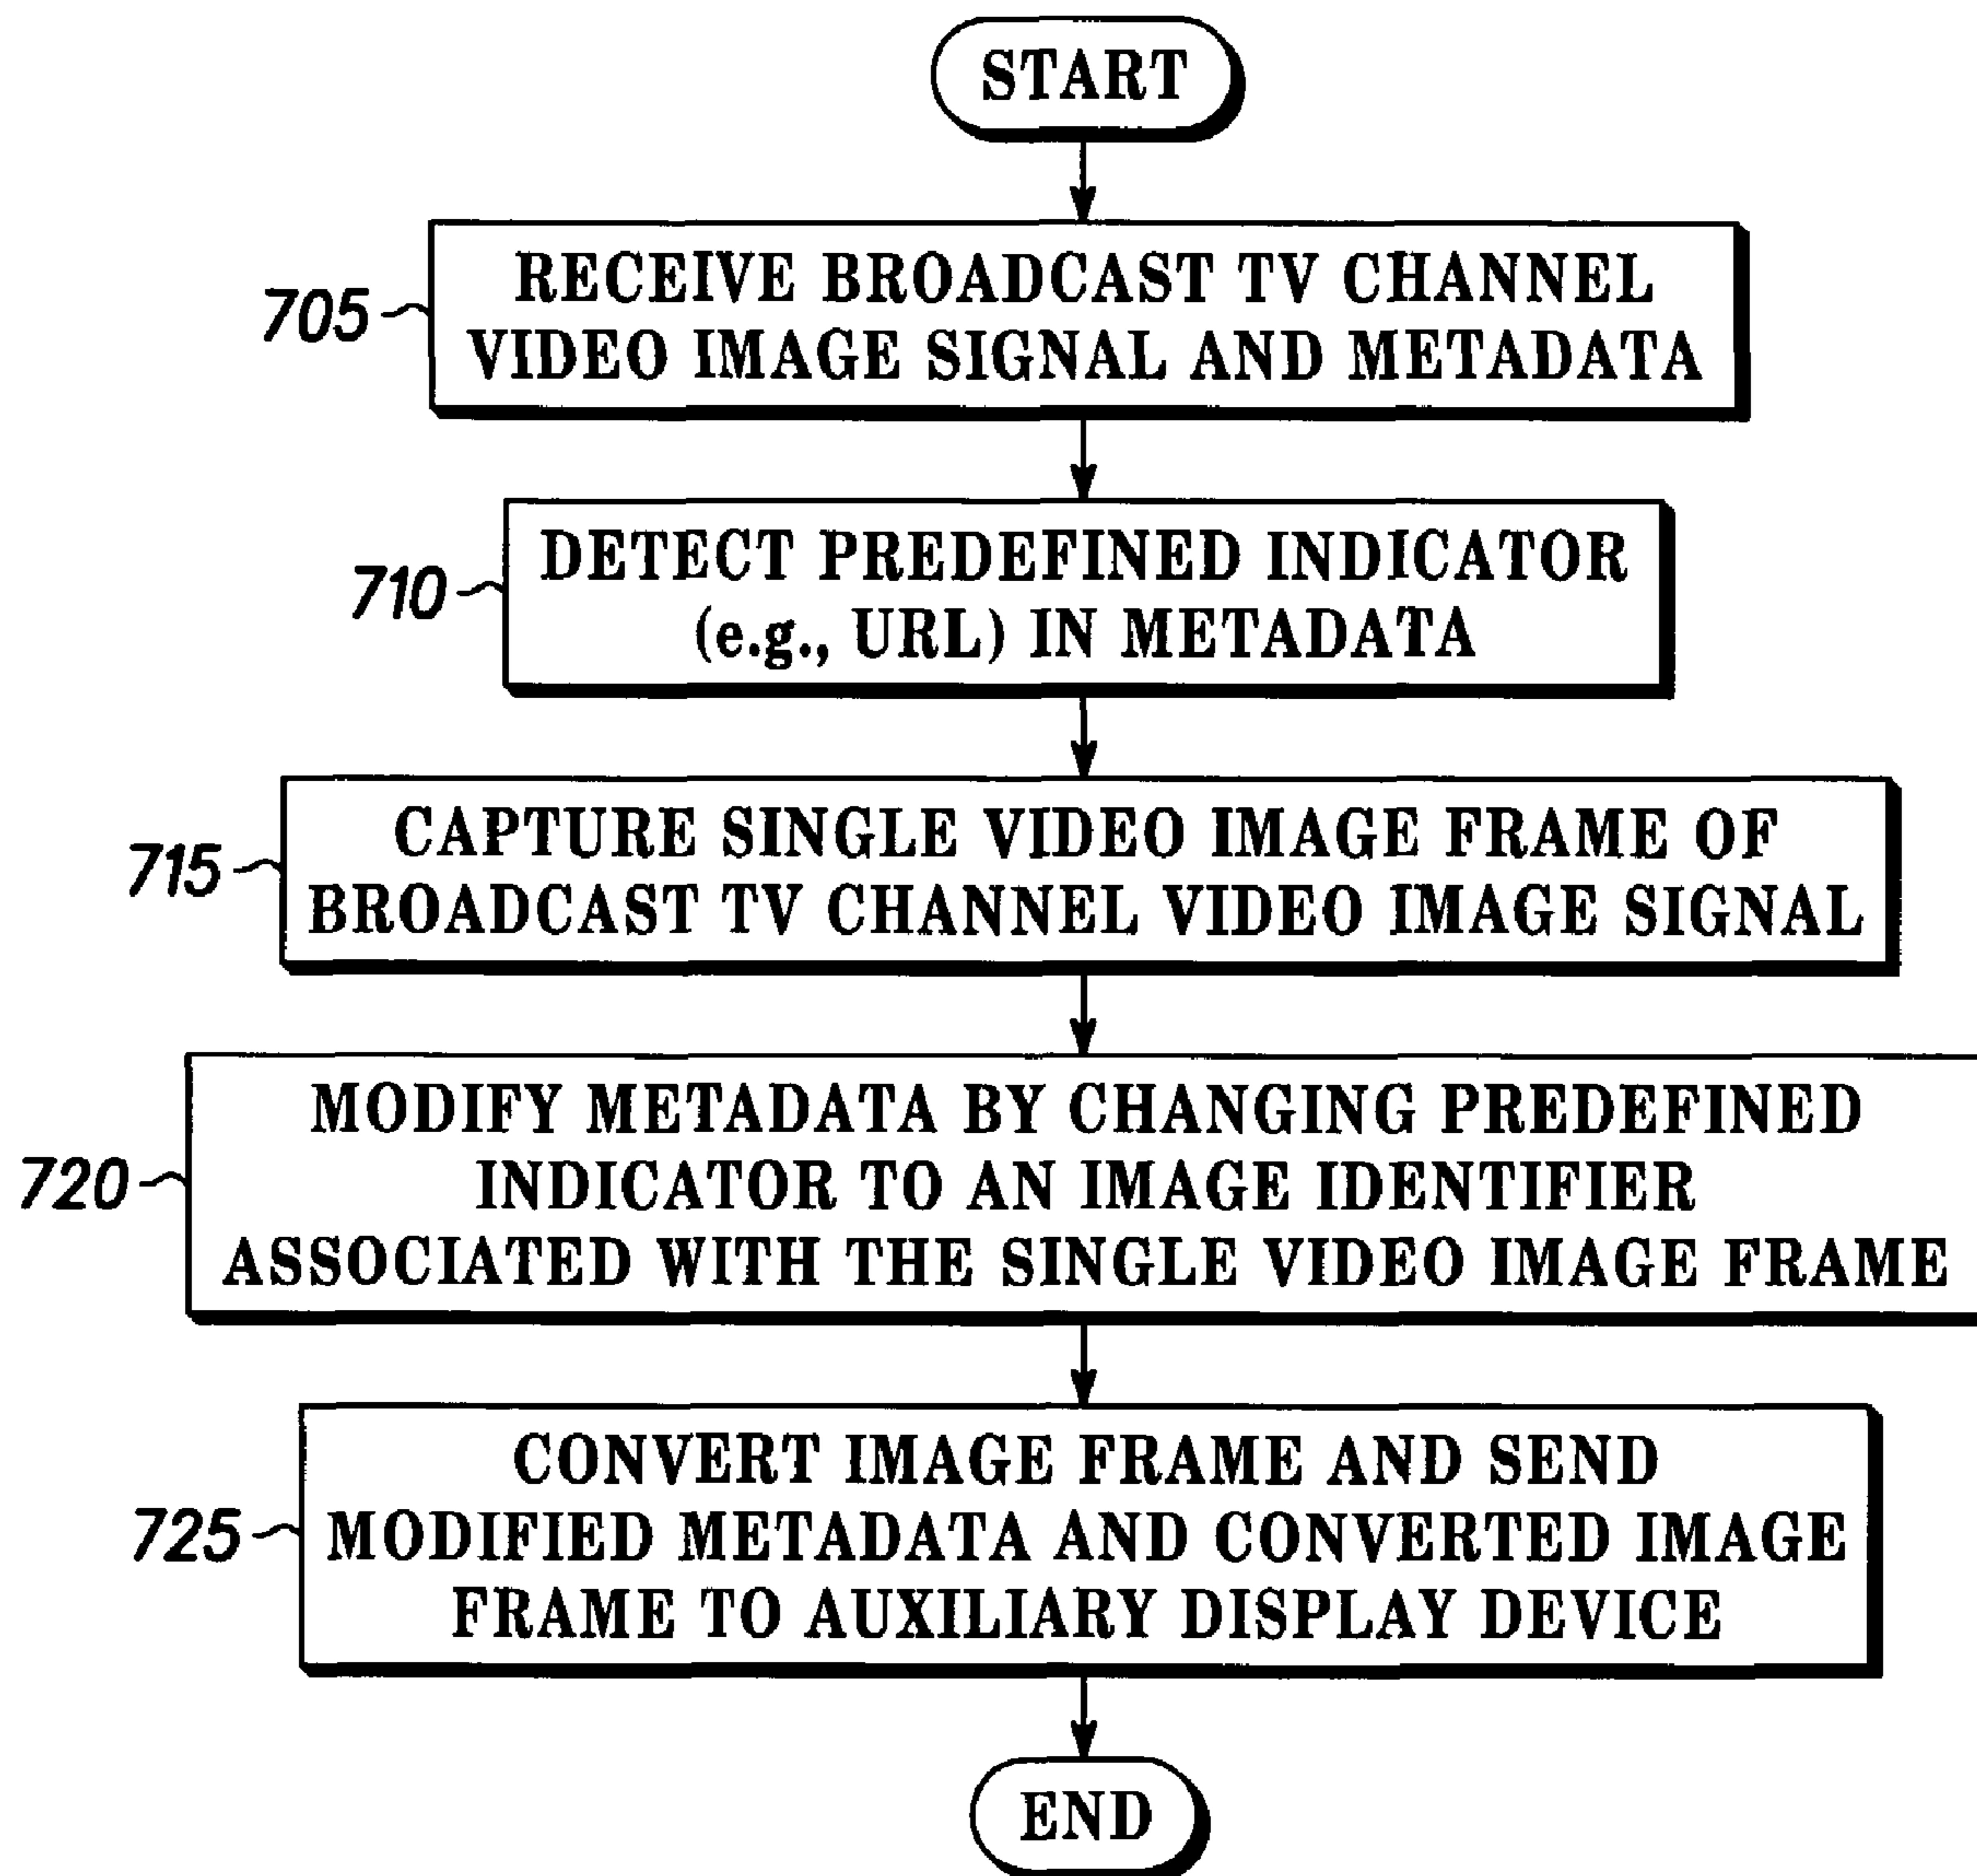 START
705
RECEIVE BROADCAST TV CHANNEL
VIDEO IMAGE SIGNAL AND METADATA
710
DETECT PREDEFINED INDICATOR
(e.g., URL) IN METADATA
715
CAPTURE SINGLE VIDEO IMAGE FRAME OF
BROADCAST TV CHANNEL VIDEO IMAGE SIGNAL
720
MODIFY METADATA BY CHANGING PREDEFINED
INDICATOR TO AN IMAGE IDENTIFIER
ASSOCIATED WITH THE SINGLE VIDEO IMAGE FRAME
725
CONVERT IMAGE FRAME AND SEND
MODIFIED METADATA AND CONVERTED IMAGE
FRAME TO AUXILIARY DISPLAY DEVICE
END